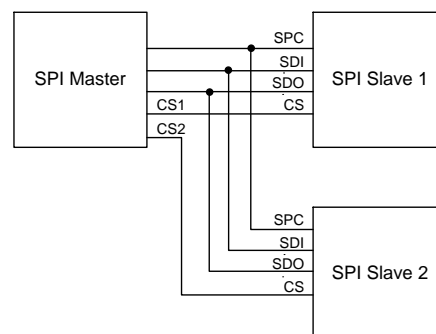 SPI Master
CS1
CS2
SPC
SDI
SDO
CS
SPI Slave 1
SPC
SDI
SDO
CS
SPI Slave 2